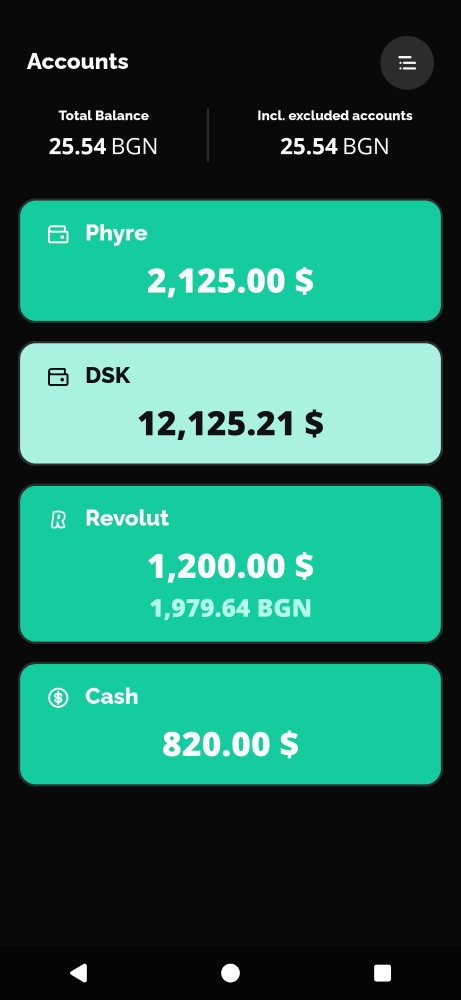 Accounts
Total Balance
25.54 BGN
Incl. excluded accounts
25.54 BGN
Phyre
2,125.00 $
DSK
12,125.21 $
Revolut
1,200.00 $
1,979.64 BGN
Cash
820.00 $